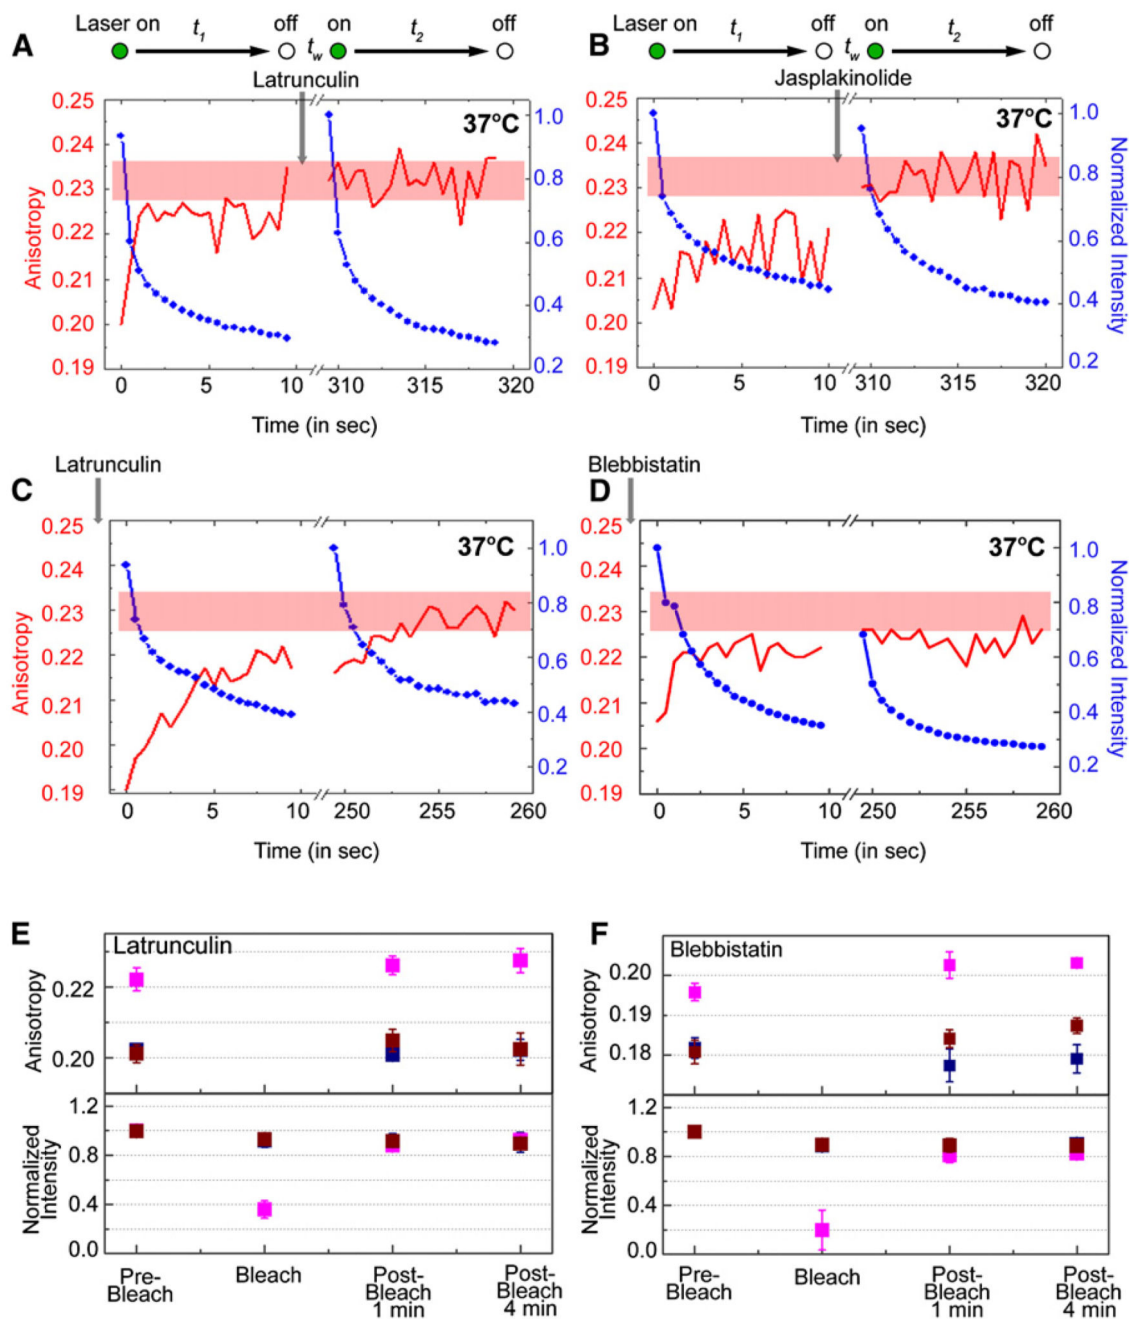 Laser on t1 off on t2 off
tw
A
Latrunculin
37°C
0.25
0.24
0.23
0.22
0.21
0.20
0.19
Anisotropy
1.0
0.8
0.6
0.4
0.2
0 5 10 310 315 320
Time (in sec)
on t1 off on t2 off
tw
B
Jasplakinolide
37°C
0.25
0.24
0.23
0.22
0.21
0.20
0.19
1.0
0.8
0.6
0.4
0.2
Normalized Intensity
0 5 10 310 315 320
Time (in sec)
Latrunculin
C
37°C
0.25
0.24
0.23
0.22
0.21
0.20
0.19
Anisotropy
1.0
0.8
0.6
0.4
0.2
0 5 10 250 255 260
Time (in sec)
Blebbistatin
D
37°C
0.25
0.24
0.23
0.22
0.21
0.20
0.19
1.0
0.8
0.6
0.4
0.2
Normalized Intensity
0 5 10 250 255 260
Time (in sec)
E
Latrunculin
Anisotropy
0.22
0.20
Normalized
Intensity
1.2
0.8
0.4
0.0
Pre-
Bleach
Bleach
Post-
Bleach
1 min
Post-
Bleach
4 min
F
Blebbistatin
Anisotropy
0.20
0.19
0.18
Normalized
Intensity
1.2
0.8
0.4
0.0
Pre-
Bleach
Bleach
Post-
Bleach
1 min
Post-
Bleach
4 min